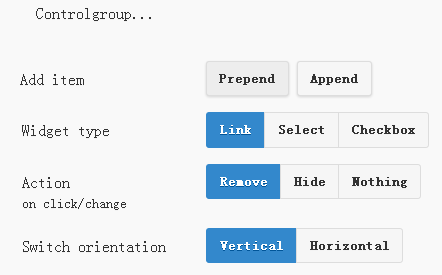 Controlgroup...
Add item Prepend Append
Widget type Link Select Checkbox
Action Remove Hide Nothing
on click/change
Switch orientation Vertical Horizontal